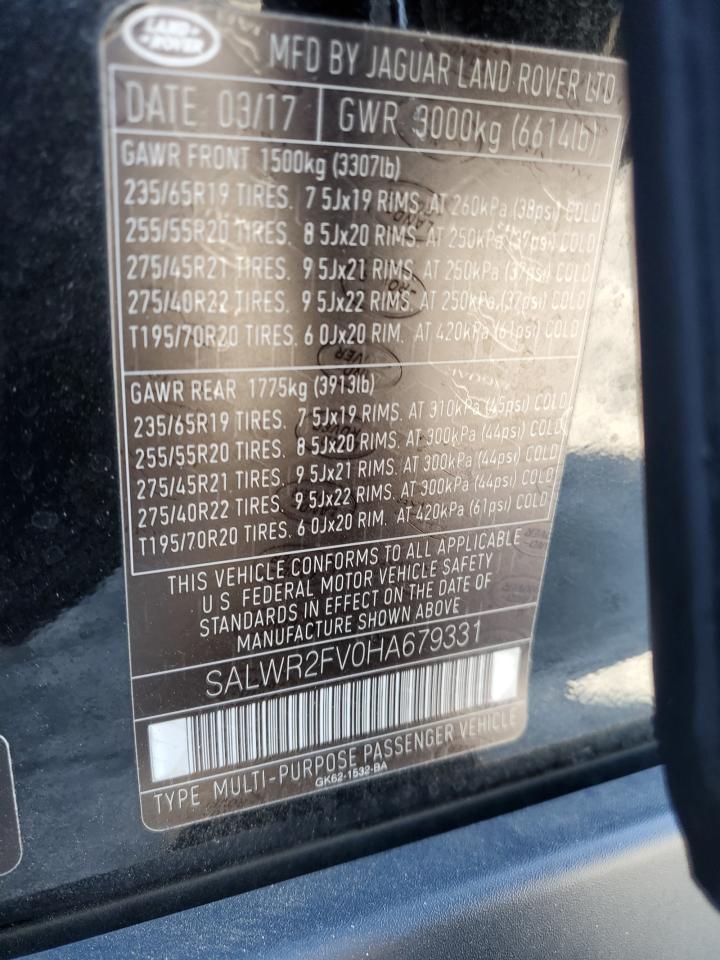 LAND ROVER
MFD BY JAGUAR LAND ROVER LTD
DATE 03/17 GWR 3000kg (6614lb)
GAWR FRONT 1500kg (3307lb)
235/65R19 TIRES. 7 5Jx19 RIMS. AT 260kPa (38psi) COLD
255/55R20 TIRES. 8 5Jx20 RIMS. AT 250kPa (37psi) COLD
275/45R21 TIRES. 9 5Jx21 RIMS. AT 250kPa (37psi) COLD
275/40R22 TIRES. 9 5Jx22 RIMS. AT 250kPa (37psi) COLD
T195/70R20 TIRES. 6 0Jx20 RIM. AT 420kPa (61psi) COLD
GAWR REAR 1775kg (3913lb)
235/65R19 TIRES. 7 5Jx19 RIMS. AT 310kPa (45psi) COLD
255/55R20 TIRES. 8 5Jx20 RIMS. AT 300kPa (44psi) COLD
275/45R21 TIRES. 9 5Jx21 RIMS. AT 300kPa (44psi) COLD
275/40R22 TIRES. 9 5Jx22 RIMS. AT 300kPa (44psi) COLD
T195/70R20 TIRES. 6 0Jx20 RIM. AT 420kPa (61psi) COLD
THIS VEHICLE CONFORMS TO ALL APPLICABLE
U S FEDERAL MOTOR VEHICLE SAFETY
STANDARDS IN EFFECT ON THE DATE OF
MANUFACTURE SHOWN ABOVE
SALWR2FV0HA679331
TYPE MULTI-PURPOSE PASSENGER VEHICLE
GK62-1532-BA